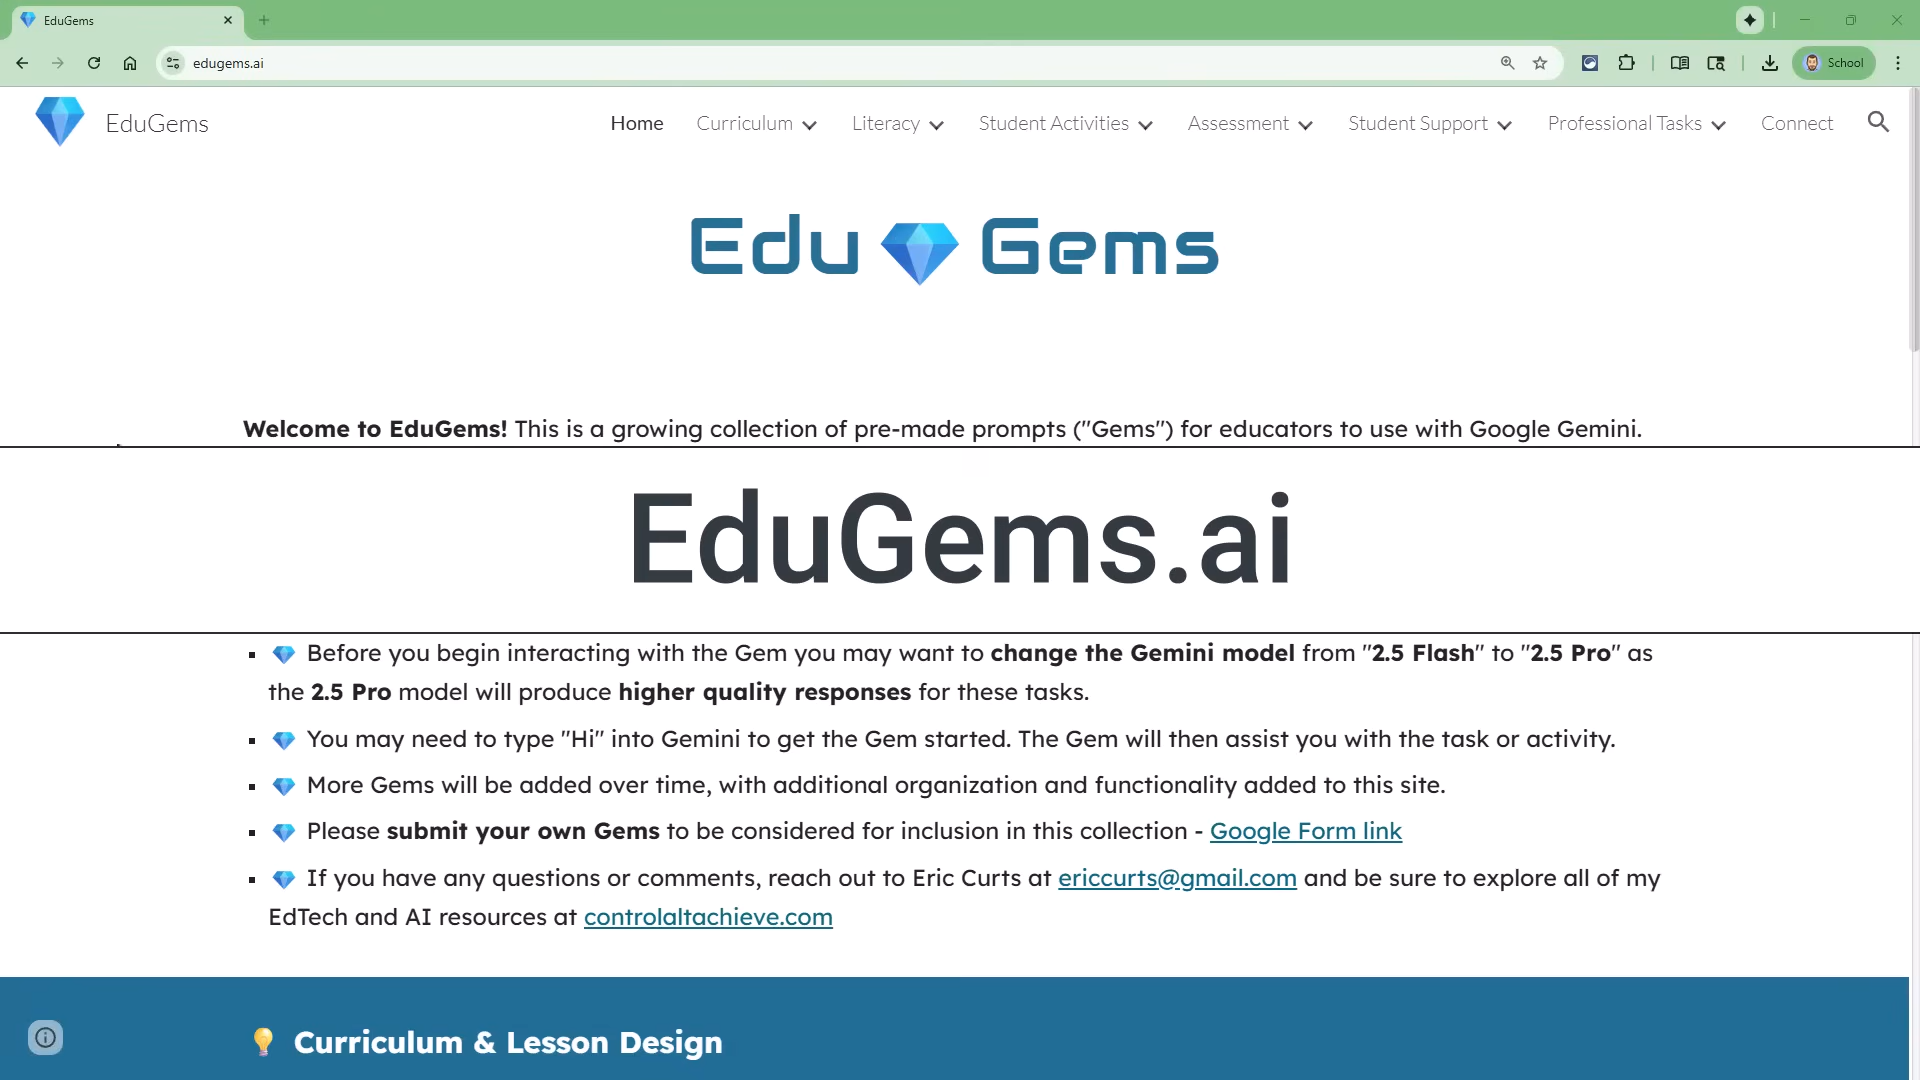 EduGems
edugems.ai
School
EduGems
Home
Curriculum
Literacy
Student Activities
Assessment
Student Support
Professional Tasks
Connect
Edu Gems
Welcome to EduGems! This is a growing collection of pre-made prompts ("Gems") for educators to use with Google Gemini.
EduGems.ai
Before you begin interacting with the Gem you may want to change the Gemini model from "2.5 Flash" to "2.5 Pro" as
the 2.5 Pro model will produce higher quality responses for these tasks.
You may need to type "Hi" into Gemini to get the Gem started. The Gem will then assist you with the task or activity.
More Gems will be added over time, with additional organization and functionality added to this site.
Please submit your own Gems to be considered for inclusion in this collection - Google Form link
If you have any questions or comments, reach out to Eric Curts at ericcurts@gmail.com and be sure to explore all of my
EdTech and AI resources at controlaltachieve.com
Curriculum & Lesson Design